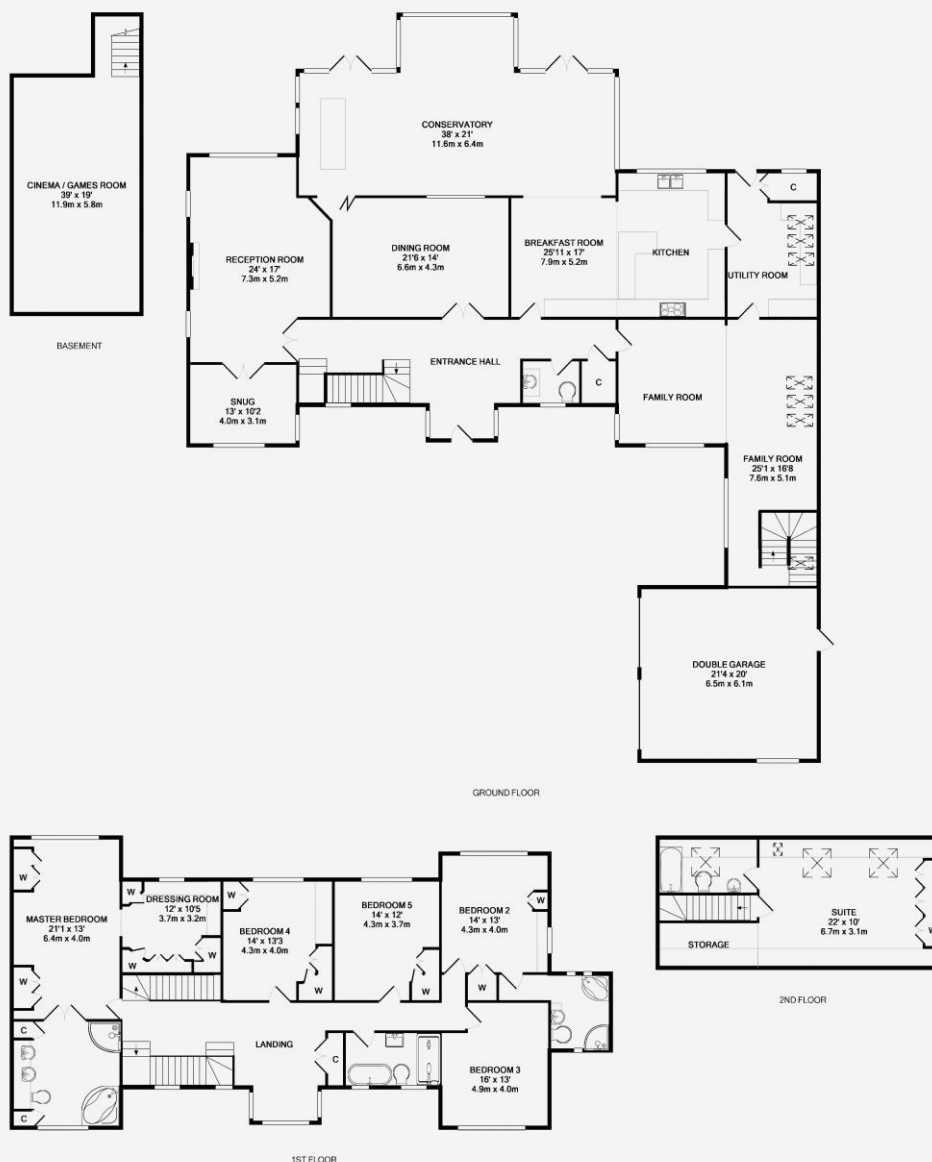 CINEMA / GAMES ROOM
39' x 19'
11.9m x 5.8m
BASEMENT
CONSERVATORY
38' x 21'
11.6m x 6.4m
RECEPTION ROOM
24' x 17'
7.3m x 5.2m
DINING ROOM
21'6 x 14'
6.6m x 4.3m
BREAKFAST ROOM
25'11 x 17'
7.9m x 5.2m
KITCHEN
C
UTILITY ROOM
SNUG
13' x 10'2
4.0m x 3.1m
ENTRANCE HALL
C
FAMILY ROOM
FAMILY ROOM
25'1 x 16'8
7.6m x 5.1m
DOUBLE GARAGE
21'4 x 20'
6.5m x 6.1m
GROUND FLOOR
W
MASTER BEDROOM
21'1 x 13'
6.4m x 4.0m
W
C
C
W
DRESSING ROOM
12' x 10'5
3.7m x 3.2m
W
W
W
BEDROOM 4
14' x 13'3
4.3m x 4.0m
W
BEDROOM 5
14' x 12'
4.3m x 3.7m
W
BEDROOM 2
14' x 13'
4.3m x 4.0m
W
W
LANDING
C
BEDROOM 3
16' x 13'
4.9m x 4.0m
1ST FLOOR
SUITE
22' x 10'
6.7m x 3.1m
W
STORAGE
2ND FLOOR